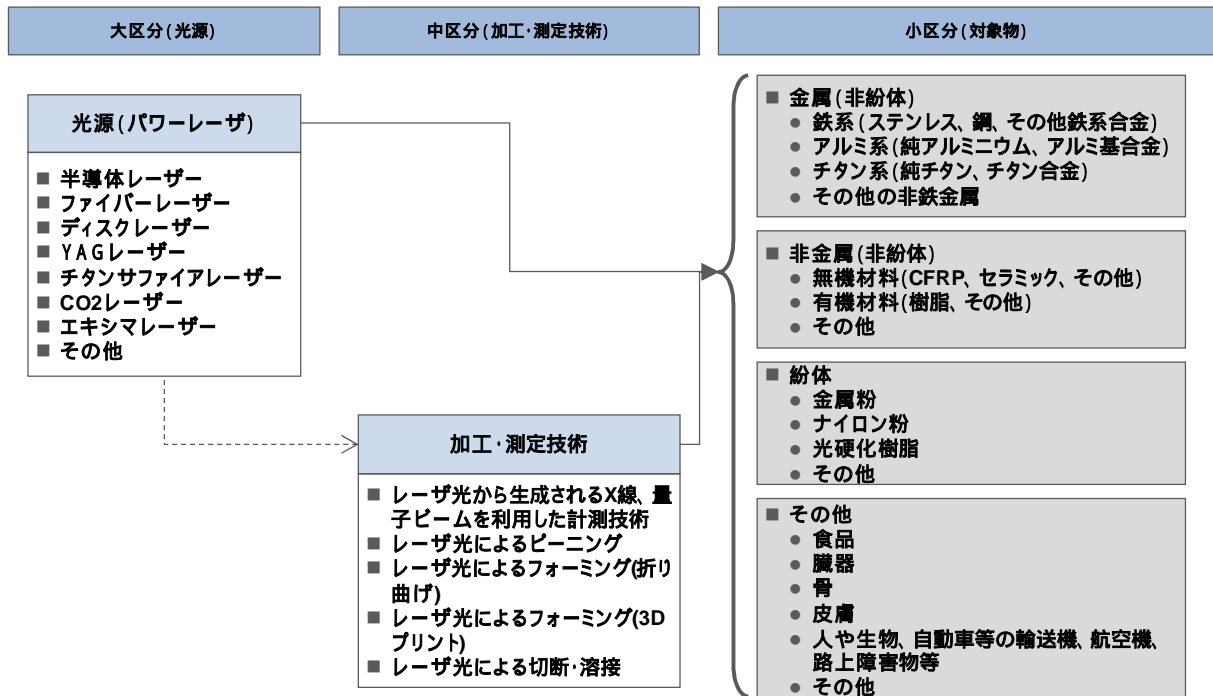 大区分(光源)
中区分(加工･測定技術)
小区分(対象物)
光源(パワーレーザ)
■ 半導体レーザー
■ ファイバーレーザー
■ ディスクレーザー
■ YAGレーザー
■ チタンサファイアレーザー
■ CO2レーザー
■ エキシマレーザー
■ その他
加工･測定技術
■ レーザ光から生成されるX線、量
子ビームを利用した計測技術
■ レーザ光によるピーニング
■ レーザ光によるフォーミング(折り
曲げ)
■ レーザ光によるフォーミング(3D
プリント)
■ レーザ光による切断･溶接
■ 金属(非紛体)
● 鉄系(ステンレス、鋼、その他鉄系合金)
● アルミ系(純アルミニウム、アルミ基合金)
● チタン系(純チタン、チタン合金)
● その他の非鉄金属
■ 非金属(非紛体)
● 無機材料(CFRP、セラミック、その他)
● 有機材料(樹脂、その他)
● その他
■ 紛体
● 金属粉
● ナイロン粉
● 光硬化樹脂
● その他
■ その他
● 食品
● 臓器
● 骨
● 皮膚
● 人や生物、自動車等の輸送機、航空機、
路上障害物等
● その他